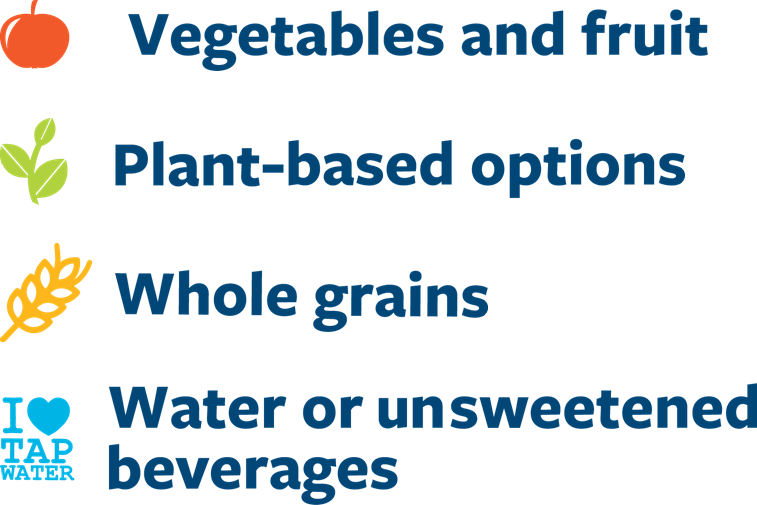 Vegetables and fruit
Plant-based options
Whole grains
I
TAP
WATER
Water or unsweetened
beverages